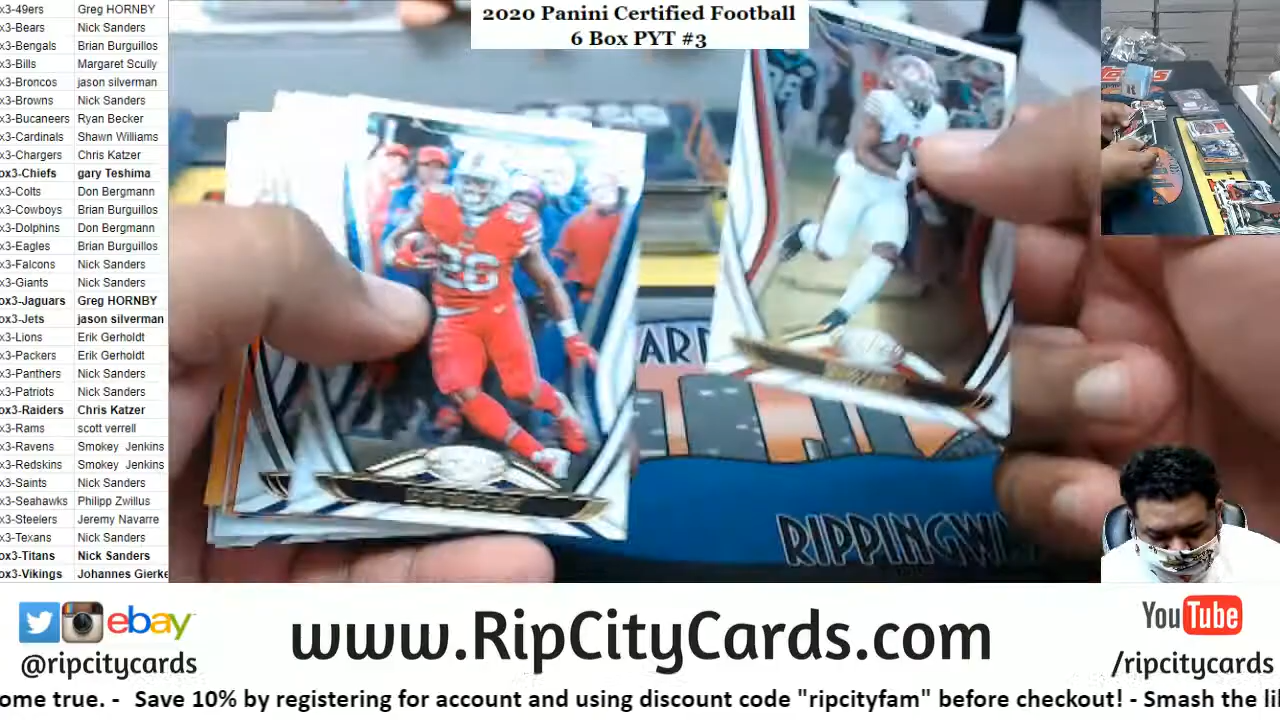 2020 Panini Certified Football
6 Box PYT #3
x3-49ers Greg HORNBY
x3-Bears Nick Sanders
x3-Bengals Brian Burguillos
x3-Bills Margaret Scully
x3-Broncos jason silverman
x3-Browns Nick Sanders
x3-Bucaneers Ryan Becker
x3-Cardinals Shawn Williams
x3-Chargers Chris Katzer
ox3-Chiefs gary Teshima
x3-Colts Don Bergmann
x3-Cowboys Brian Burguillos
x3-Dolphins Don Bergmann
x3-Eagles Brian Burguillos
x3-Falcons Nick Sanders
x3-Giants Nick Sanders
ox3-Jaguars Greg HORNBY
ox3-Jets jason silverman
x3-Lions Erik Gerholdt
x3-Packers Erik Gerholdt
x3-Panthers Nick Sanders
x3-Patriots Nick Sanders
ox3-Raiders Chris Katzer
x3-Rams scott verrell
x3-Ravens Smokey Jenkins
x3-Redskins Smokey Jenkins
x3-Saints Nick Sanders
x3-Seahawks Philipp Zwillus
x3-Steelers Jeremy Navarre
x3-Texans Nick Sanders
ox3-Titans Nick Sanders
ox3-Vikings Johannes Gierke
26
ARD
RIPPINGW
ebay
@ripcitycards
www.RipCityCards.com
YouTube
/ripcitycards
ome true. - Save 10% by registering for account and using discount code "ripcityfam" before checkout! - Smash the li